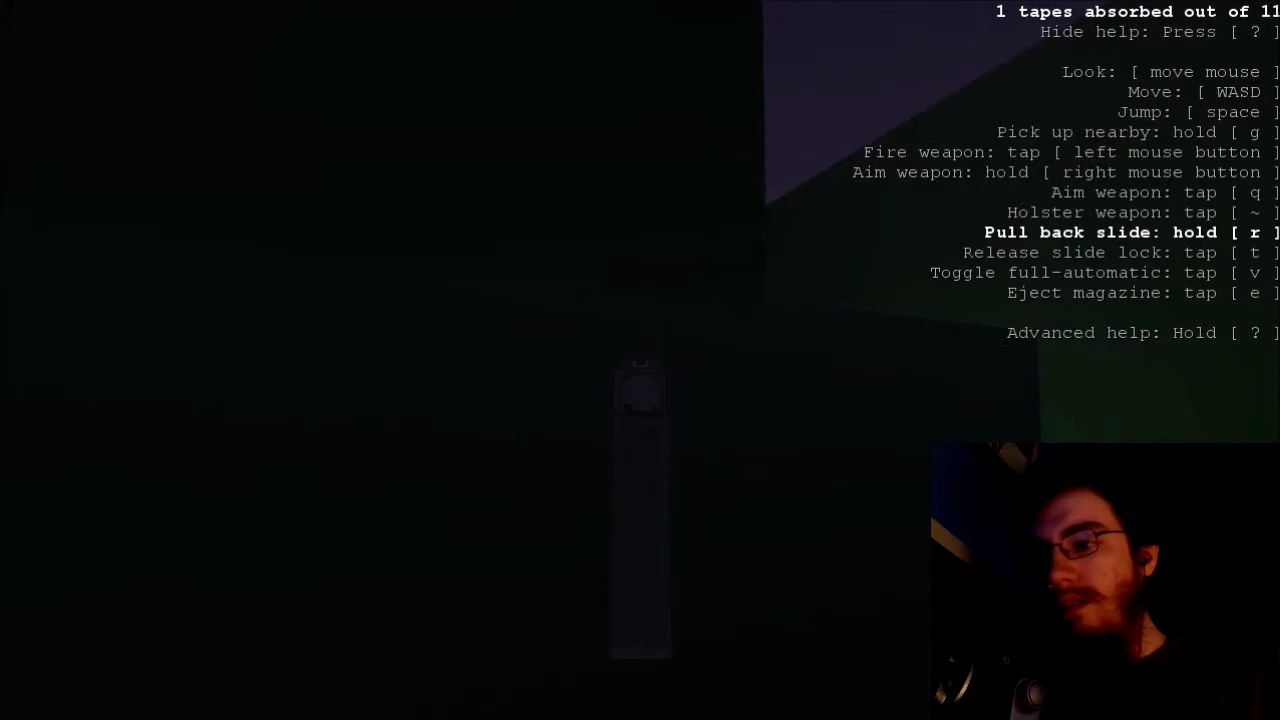 1 tapes absorbed out of 11
Hide help: Press [ ? ]
Look: [ move mouse ]
Move: [ WASD ]
Jump: [ space ]
Pick up nearby: hold [ g ]
Fire weapon: tap [ left mouse button ]
Aim weapon: hold [ right mouse button ]
Aim weapon: tap [ q ]
Holster weapon: tap [ ~ ]
Pull back slide: hold [ r ]
Release slide lock: tap [ t ]
Toggle full-automatic: tap [ v ]
Eject magazine: tap [ e ]
Advanced help: Hold [ ? ]